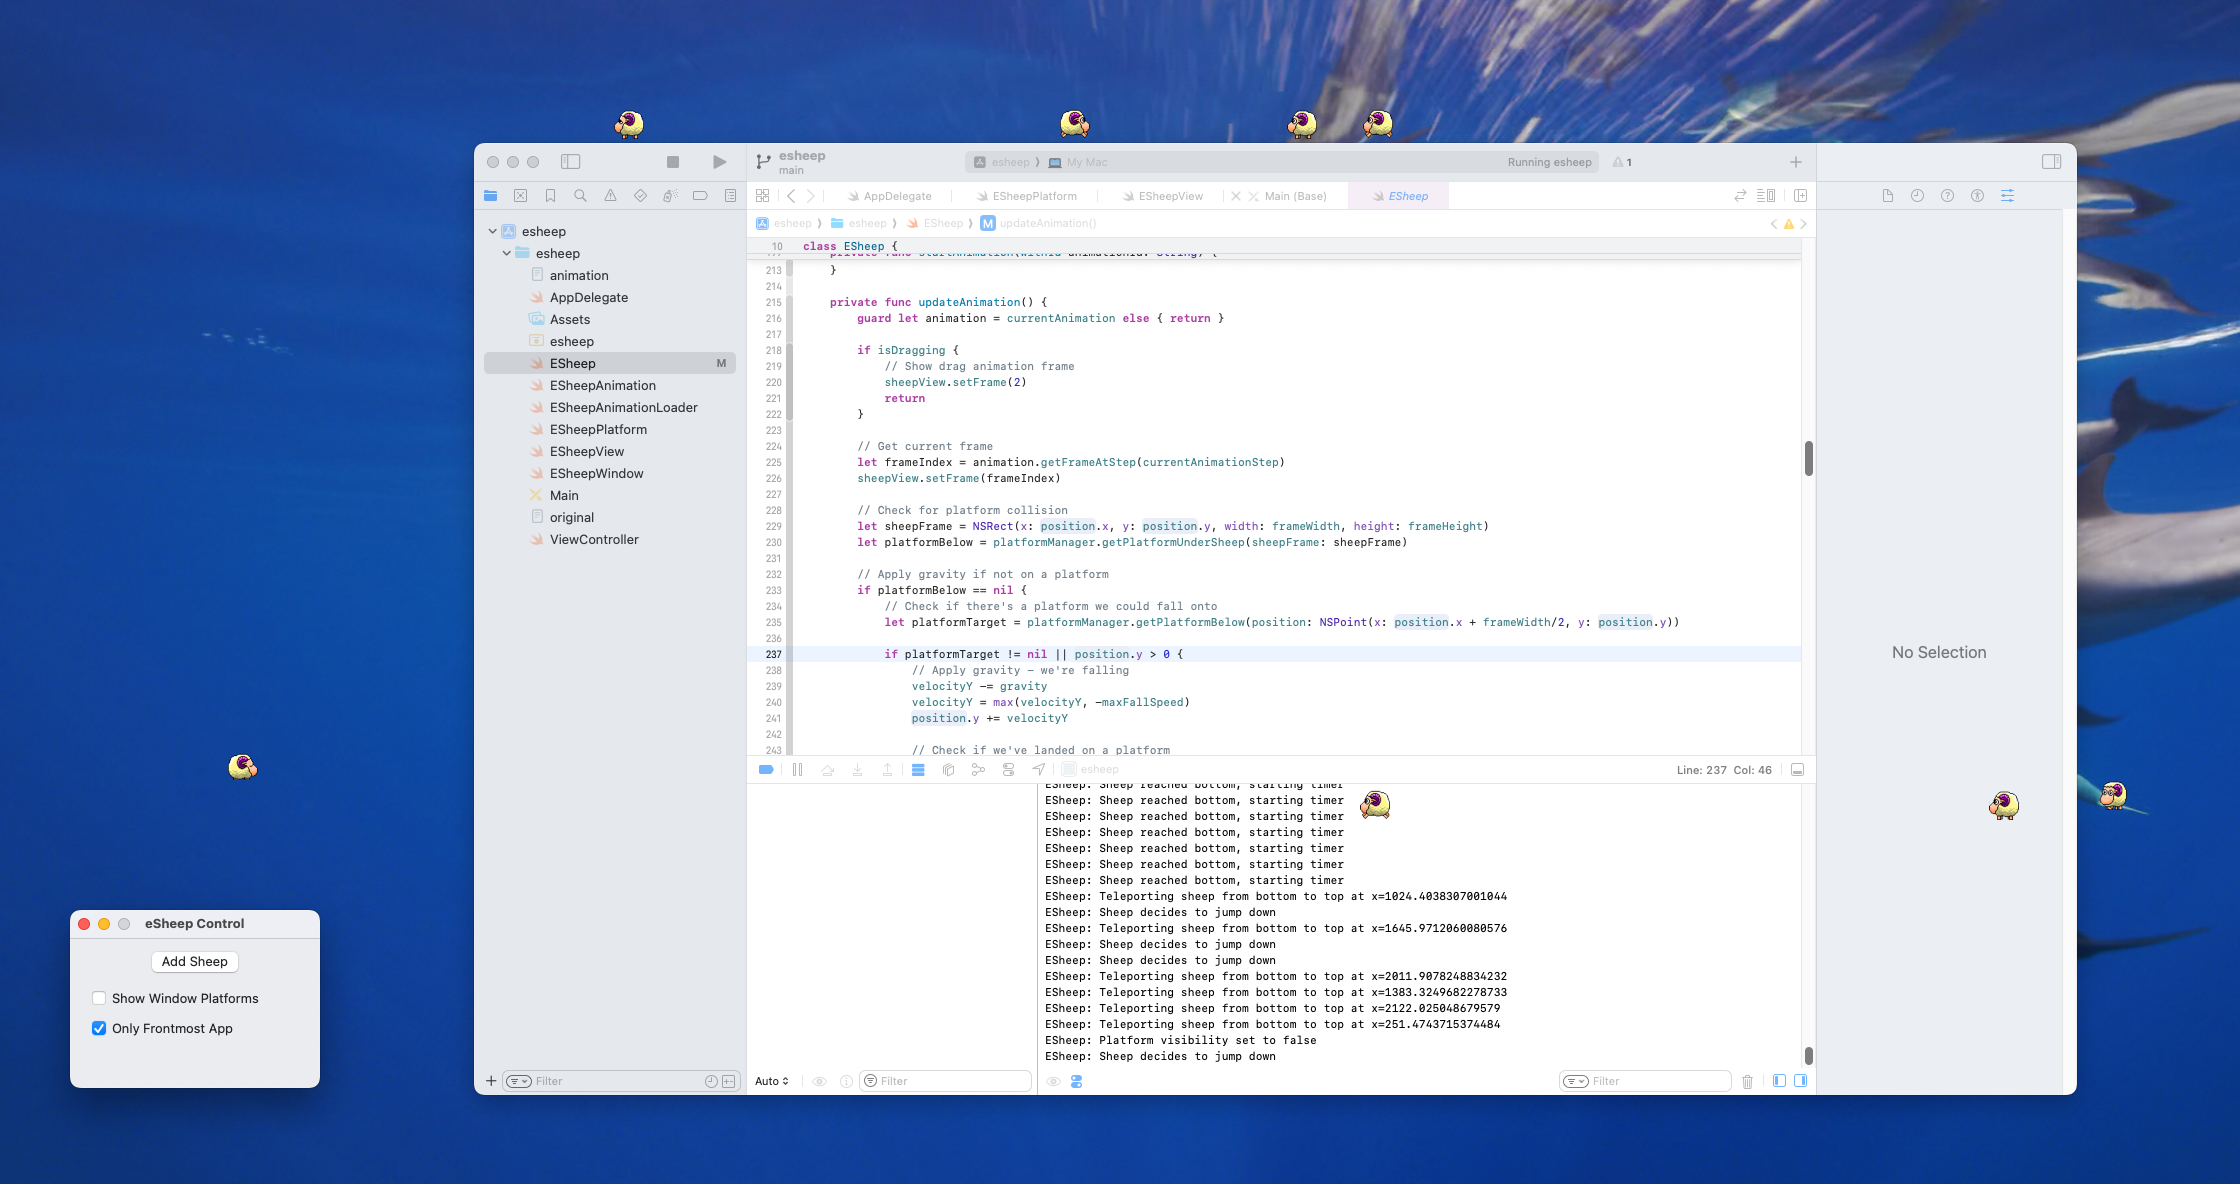 esheep
main
esheep ⟩ My Mac
Running esheep
1
AppDelegate
ESheepPlatform
ESheepView
Main (Base)
ESheep
esheep ⟩ esheep ⟩ ESheep ⟩ M updateAnimation()
esheep
esheep
animation
AppDelegate
Assets
esheep
ESheep M
ESheepAnimation
ESheepAnimationLoader
ESheepPlatform
ESheepView
ESheepWindow
Main
original
ViewController
Filter
10 class ESheep {
213 }
214
215 private func updateAnimation() {
216 guard let animation = currentAnimation else { return }
217
218 if isDragging {
219 // Show drag animation frame
220 sheepView.setFrame(2)
221 return
222 }
223
224 // Get current frame
225 let frameIndex = animation.getFrameAtStep(currentAnimationStep)
226 sheepView.setFrame(frameIndex)
227
228 // Check for platform collision
229 let sheepFrame = NSRect(x: position.x, y: position.y, width: frameWidth, height: frameHeight)
230 let platformBelow = platformManager.getPlatformUnderSheep(sheepFrame: sheepFrame)
231
232 // Apply gravity if not on a platform
233 if platformBelow == nil {
234 // Check if there's a platform we could fall onto
235 let platformTarget = platformManager.getPlatformBelow(position: NSPoint(x: position.x + frameWidth/2, y: position.y))
236
237 if platformTarget != nil || position.y > 0 {
238 // Apply gravity – we're falling
239 velocityY -= gravity
240 velocityY = max(velocityY, -maxFallSpeed)
241 position.y += velocityY
242
243 // Check if we've landed on a platform
esheep
Line: 237 Col: 46
ESheep: Sheep reached bottom, starting timer
ESheep: Sheep reached bottom, starting timer
ESheep: Sheep reached bottom, starting timer
ESheep: Sheep reached bottom, starting timer
ESheep: Sheep reached bottom, starting timer
ESheep: Sheep reached bottom, starting timer
ESheep: Sheep reached bottom, starting timer
ESheep: Teleporting sheep from bottom to top at x=1024.4038307001044
ESheep: Sheep decides to jump down
ESheep: Teleporting sheep from bottom to top at x=1645.9712060080576
ESheep: Sheep decides to jump down
ESheep: Sheep decides to jump down
ESheep: Teleporting sheep from bottom to top at x=2011.9078248834232
ESheep: Teleporting sheep from bottom to top at x=1383.3249682278733
ESheep: Teleporting sheep from bottom to top at x=2122.025048679579
ESheep: Teleporting sheep from bottom to top at x=251.4743715374484
ESheep: Platform visibility set to false
ESheep: Sheep decides to jump down
Auto
Filter
Filter
No Selection
eSheep Control
Add Sheep
Show Window Platforms
Only Frontmost App